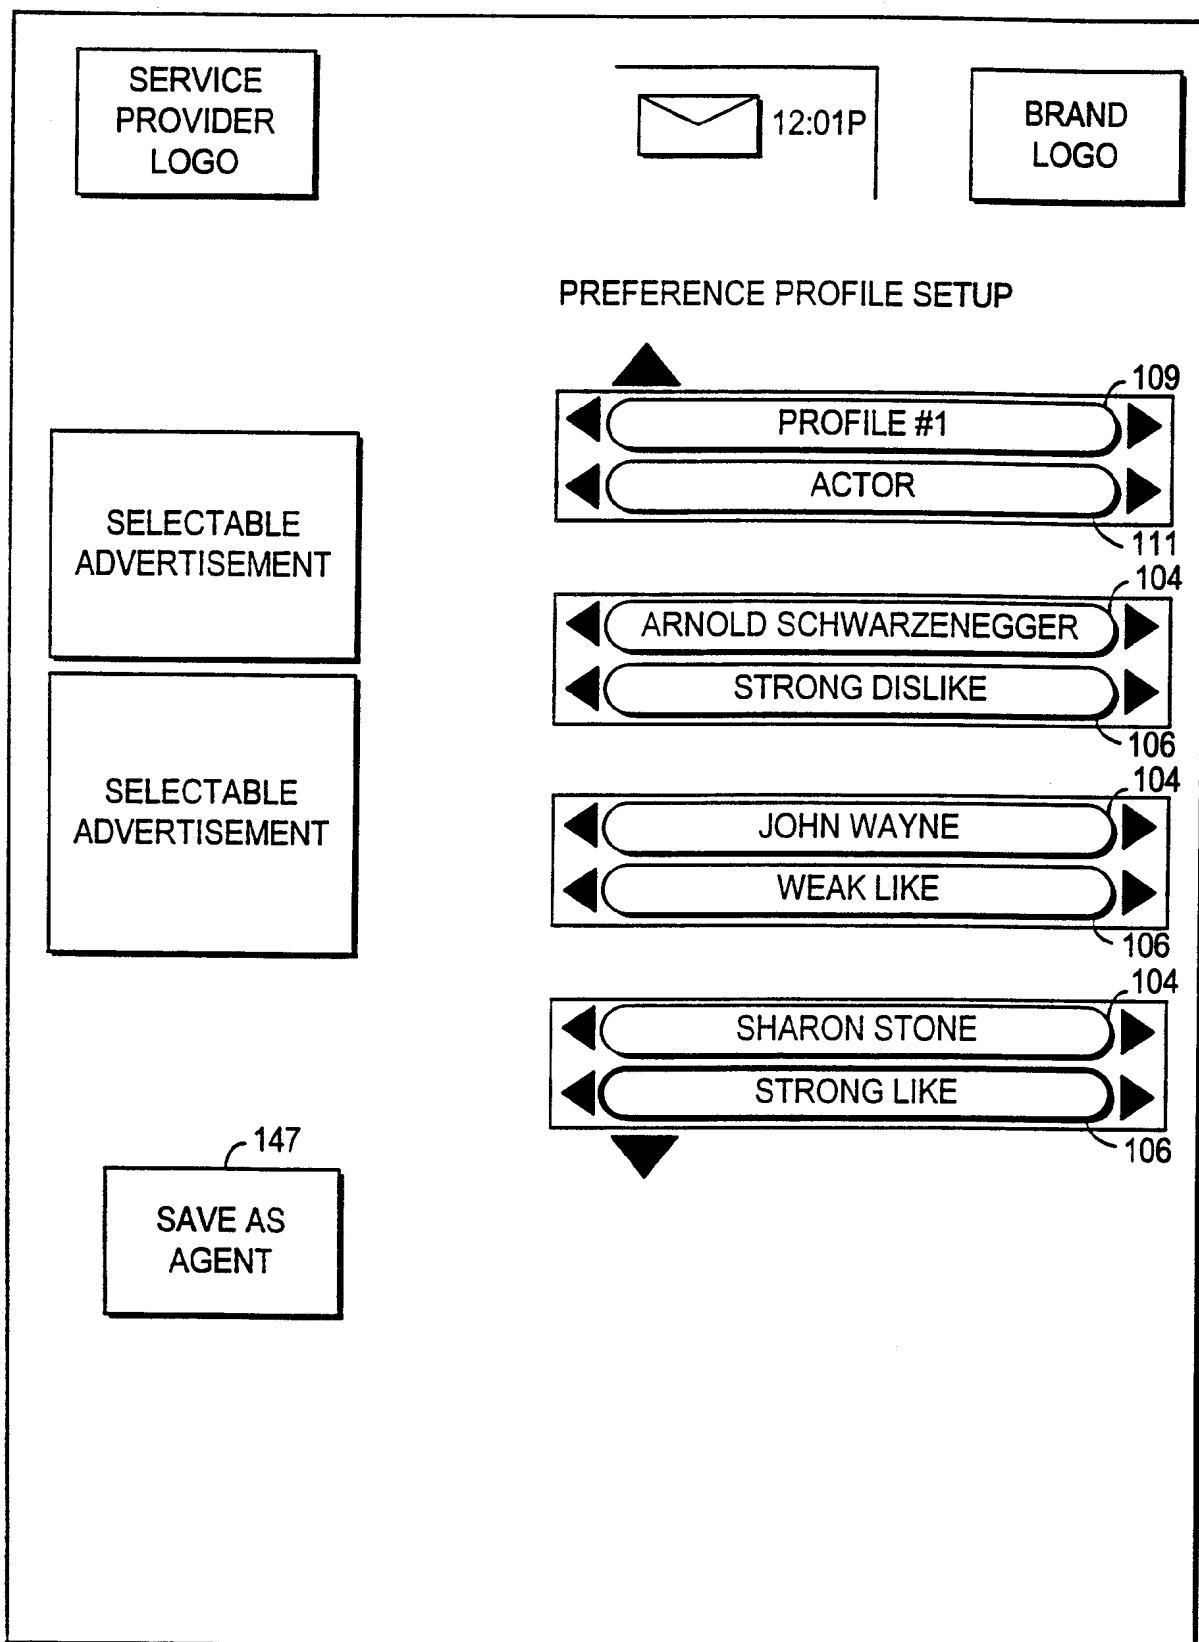 SERVICE
PROVIDER
LOGO
12:01P
BRAND
LOGO
PREFERENCE PROFILE SETUP
109
PROFILE #1
ACTOR
111
SELECTABLE
ADVERTISEMENT
104
ARNOLD SCHWARZENEGGER
STRONG DISLIKE
106
SELECTABLE
ADVERTISEMENT
104
JOHN WAYNE
WEAK LIKE
106
104
SHARON STONE
STRONG LIKE
106
147
SAVE AS
AGENT